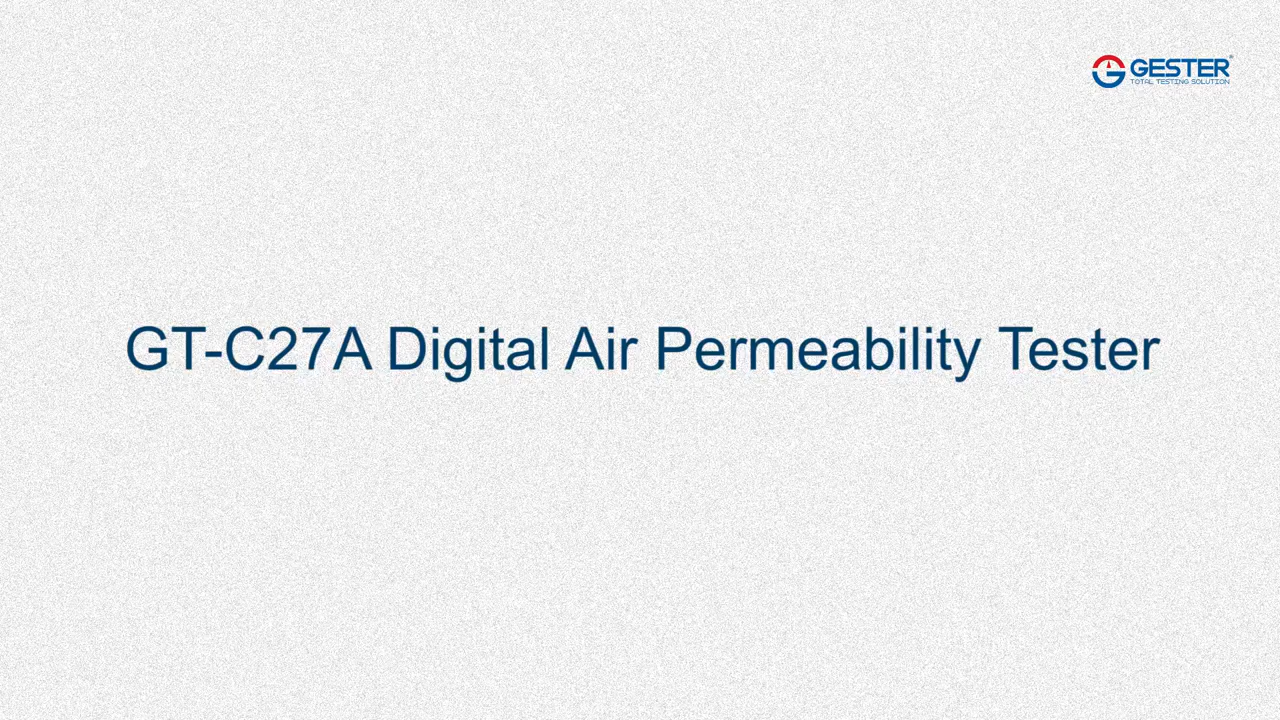 GESTER®
TOTAL TESTING SOLUTION
GT-C27A Digital Air Permeability Tester